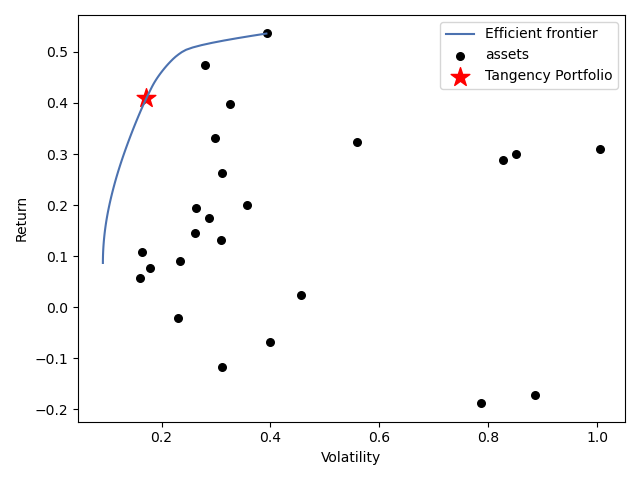 Efficient frontier
assets
Tangency Portfolio
Return
0.5
0.4
0.3
0.2
0.1
0.0
−0.1
−0.2
0.2 0.4 0.6 0.8 1.0
Volatility